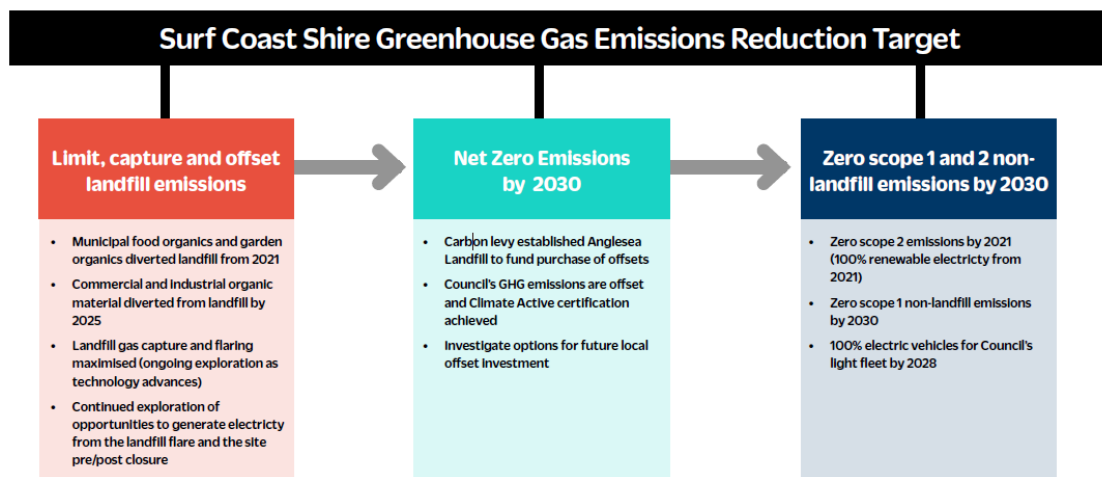 Surf Coast Shire Greenhouse Gas Emissions Reduction Target
Limit, capture and offset
landfill emissions
• Municipal food organics and garden
organics diverted landfill from 2021
• Commercial and industrial organic
material diverted from landfill by
2025
• Landfill gas capture and flaring
maximised (ongoing exploration as
technology advances)
• Continued exploration of
opportunities to generate electricty
from the landfill flare and the site
pre/post closure
Net Zero Emissions
by 2030
• Carbon levy established Anglesea
Landfill to fund purchase of offsets
• Council's GHG emissions are offset
and Climate Active certification
achieved
• Investigate options for future local
offset investment
Zero scope 1 and 2 non-
landfill emissions by 2030
• Zero scope 2 emissions by 2021
(100% renewable electricty from
2021)
• Zero scope 1 non-landfill emissions
by 2030
• 100% electric vehicles for Council's
light fleet by 2028